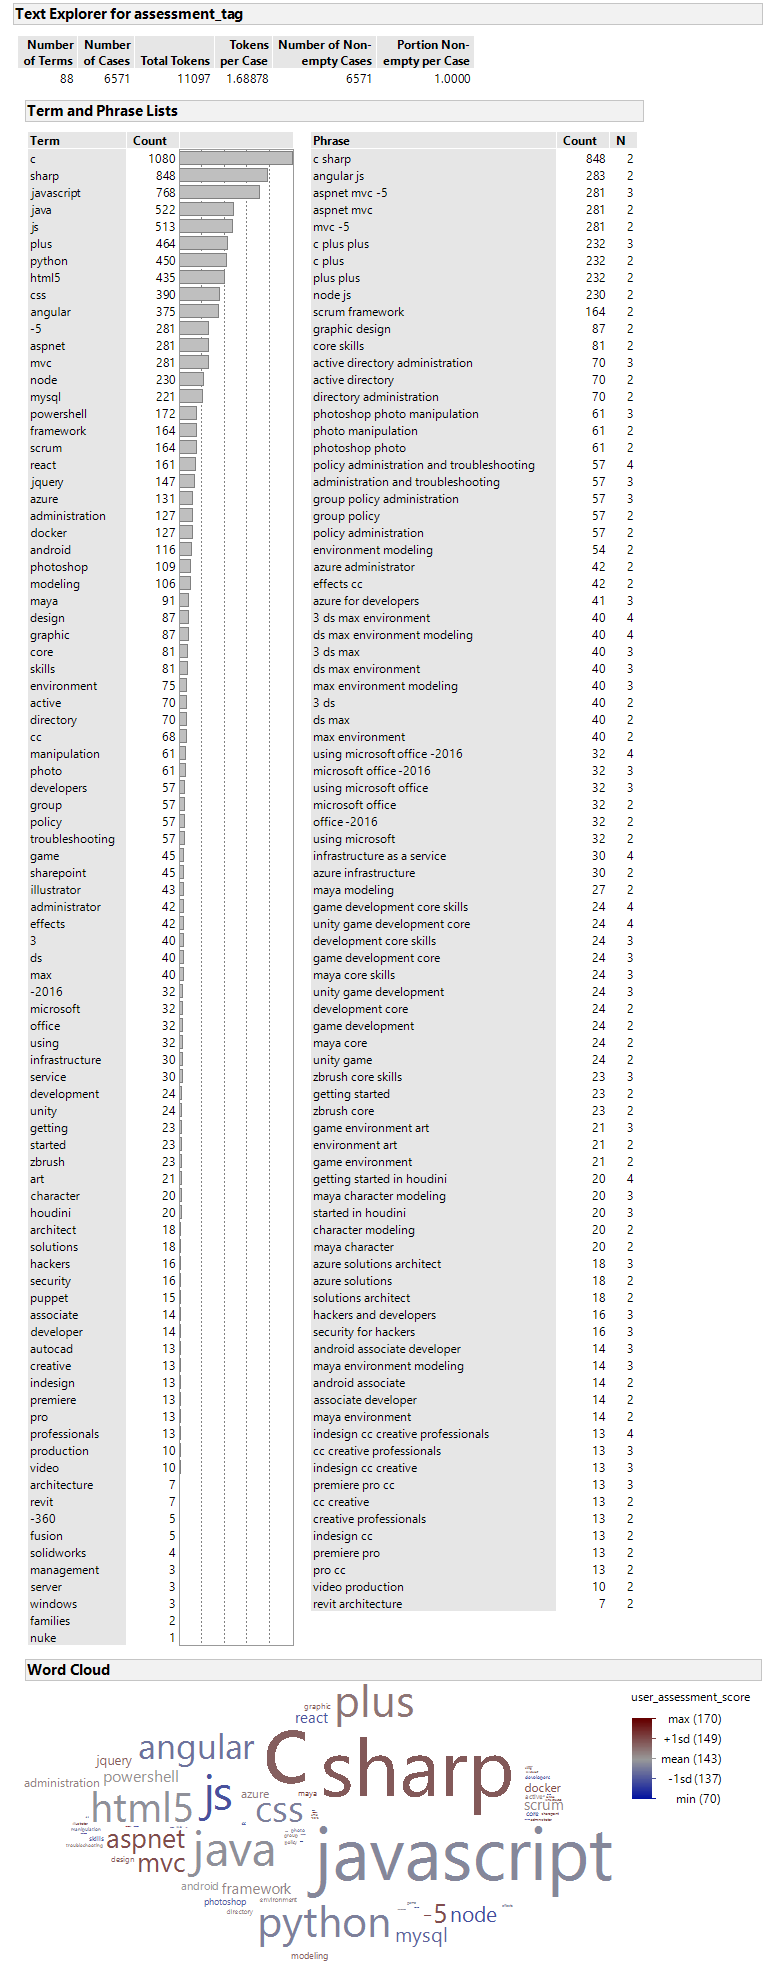 Text Explorer for assessment_tag
Number of Terms Number of Cases Total Tokens Tokens per Case Number of Non-empty Cases Portion Non-empty per Case
88 6571 11097 1.68878 6571 1.0000
Term and Phrase Lists
Term Count Phrase Count N
c 1080 c sharp 848 2
sharp 848 angular js 283 2
javascript 768 aspnet mvc -5 281 3
java 522 aspnet mvc 281 2
js 513 mvc -5 281 2
plus 464 c plus plus 232 3
python 450 c plus 232 2
html5 435 plus plus 232 2
css 390 node js 230 2
angular 375 scrum framework 164 2
-5 281 graphic design 87 2
aspnet 281 core skills 81 2
mvc 281 active directory administration 70 3
node 230 active directory 70 2
mysql 221 directory administration 70 2
powershell 172 photoshop photo manipulation 61 3
framework 164 photo manipulation 61 2
scrum 164 photoshop photo 61 2
react 161 policy administration and troubleshooting 57 4
jquery 147 administration and troubleshooting 57 3
azure 131 group policy administration 57 3
administration 127 group policy 57 2
docker 127 policy administration 57 2
android 116 environment modeling 54 2
photoshop 109 azure administrator 42 2
modeling 106 effects cc 42 2
maya 91 azure for developers 41 3
design 87 3 ds max environment 40 4
graphic 87 ds max environment modeling 40 4
core 81 3 ds max 40 3
skills 81 ds max environment 40 3
environment 75 max environment modeling 40 3
active 70 3 ds 40 2
directory 70 ds max 40 2
cc 68 max environment 40 2
manipulation 61 using microsoft office -2016 32 4
photo 61 microsoft office -2016 32 3
developers 57 using microsoft office 32 3
group 57 microsoft office 32 2
policy 57 office -2016 32 2
troubleshooting 57 using microsoft 32 2
game 45 infrastructure as a service 30 4
sharepoint 45 azure infrastructure 30 2
illustrator 43 maya modeling 27 2
administrator 42 game development core skills 24 4
effects 42 unity game development core 24 4
3 40 development core skills 24 3
ds 40 game development core 24 3
max 40 maya core skills 24 3
-2016 32 unity game development 24 3
microsoft 32 development core 24 2
office 32 game development 24 2
using 32 maya core 24 2
infrastructure 30 unity game 24 2
service 30 zbrush core skills 23 3
development 24 getting started 23 2
unity 24 zbrush core 23 2
getting 23 game environment art 21 3
started 23 environment art 21 2
zbrush 23 game environment 21 2
art 21 getting started in houdini 20 4
character 20 maya character modeling 20 3
houdini 20 started in houdini 20 3
architect 18 character modeling 20 2
solutions 18 maya character 20 2
hackers 16 azure solutions architect 18 3
security 16 azure solutions 18 2
puppet 15 solutions architect 18 2
associate 14 hackers and developers 16 3
developer 14 security for hackers 16 3
autocad 13 android associate developer 14 3
creative 13 maya environment modeling 14 3
indesign 13 android associate 14 2
premiere 13 associate developer 14 2
pro 13 maya environment 14 2
professionals 13 indesign cc creative professionals 13 4
production 10 cc creative professionals 13 3
video 10 indesign cc creative 13 3
architecture 7 premiere pro cc 13 3
revit 7 cc creative 13 2
-360 5 creative professionals 13 2
fusion 5 indesign cc 13 2
solidworks 4 premiere pro 13 2
management 3 pro cc 13 2
server 3 video production 10 2
windows 3 revit architecture 7 2
families 2
nuke 1
Word Cloud
user_assessment_score
max (170)
+1sd (149)
mean (143)
-1sd (137)
min (70)
graphic
plus
react
angular
c sharp
jquery
administration powershell
html5 js azure css maya
docker
scrum
core
aspnet
skills
troubleshooting
design mvc java javascript
android framework
photoshop environment
directory
python -5 node
mysql
modeling